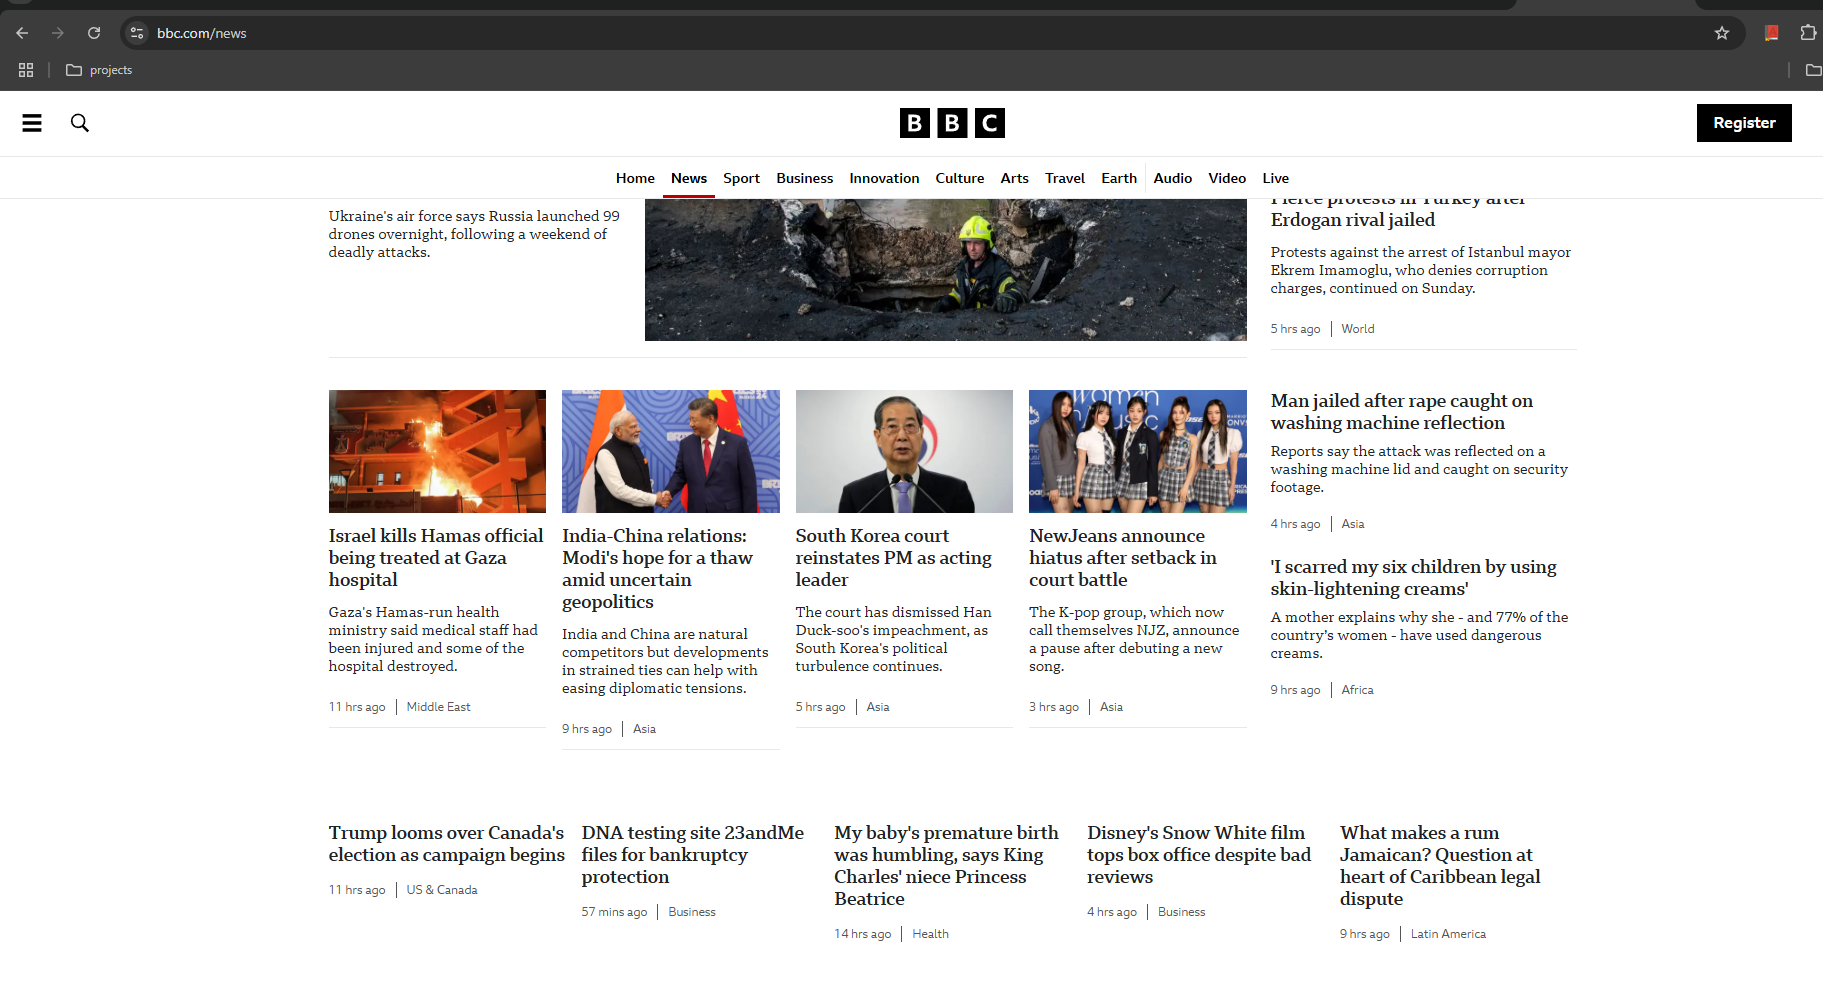 bbc.com/news
projects
BBC
Register
Home News Sport Business Innovation Culture Arts Travel Earth Audio Video Live
Ukraine's air force says Russia launched 99
drones overnight, following a weekend of
deadly attacks.
Fierce protests in Turkey after
Erdogan rival jailed
Protests against the arrest of Istanbul mayor
Ekrem Imamoglu, who denies corruption
charges, continued on Sunday.
5 hrs ago | World
Israel kills Hamas official
being treated at Gaza
hospital
Gaza's Hamas-run health
ministry said medical staff had
been injured and some of the
hospital destroyed.
11 hrs ago | Middle East
India-China relations:
Modi's hope for a thaw
amid uncertain
geopolitics
India and China are natural
competitors but developments
in strained ties can help with
easing diplomatic tensions.
9 hrs ago | Asia
South Korea court
reinstates PM as acting
leader
The court has dismissed Han
Duck-soo's impeachment, as
South Korea's political
turbulence continues.
5 hrs ago | Asia
NewJeans announce
hiatus after setback in
court battle
The K-pop group, which now
call themselves NJZ, announce
a pause after debuting a new
song.
3 hrs ago | Asia
Man jailed after rape caught on
washing machine reflection
Reports say the attack was reflected on a
washing machine lid and caught on security
footage.
4 hrs ago | Asia
'I scarred my six children by using
skin-lightening creams'
A mother explains why she - and 77% of the
country's women - have used dangerous
creams.
9 hrs ago | Africa
Trump looms over Canada's
election as campaign begins
11 hrs ago | US & Canada
DNA testing site 23andMe
files for bankruptcy
protection
57 mins ago | Business
My baby's premature birth
was humbling, says King
Charles' niece Princess
Beatrice
14 hrs ago | Health
Disney's Snow White film
tops box office despite bad
reviews
4 hrs ago | Business
What makes a rum
Jamaican? Question at
heart of Caribbean legal
dispute
9 hrs ago | Latin America